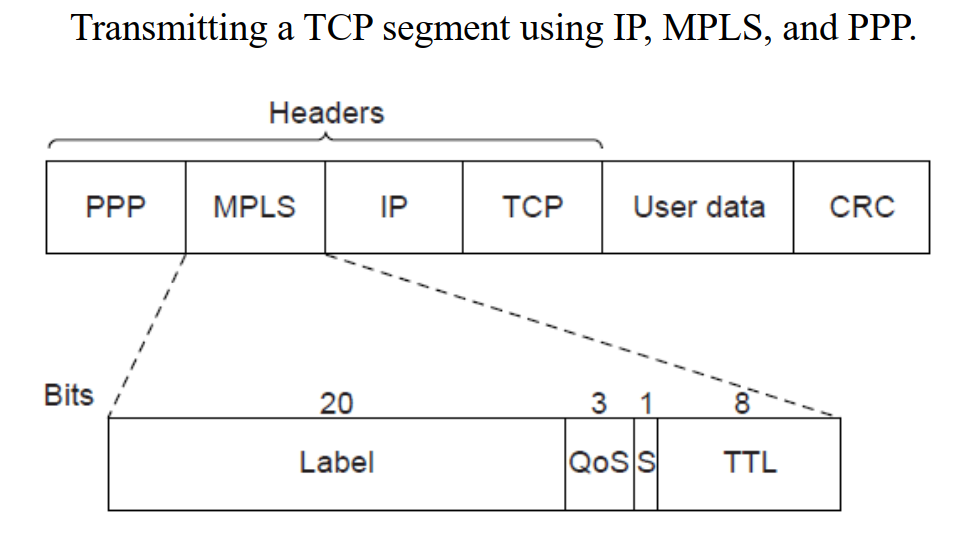 Transmitting a TCP segment using IP, MPLS, and PPP.
Headers
PPP MPLS IP TCP User data CRC
Bits 20 3 1 8
Label QoS S TTL